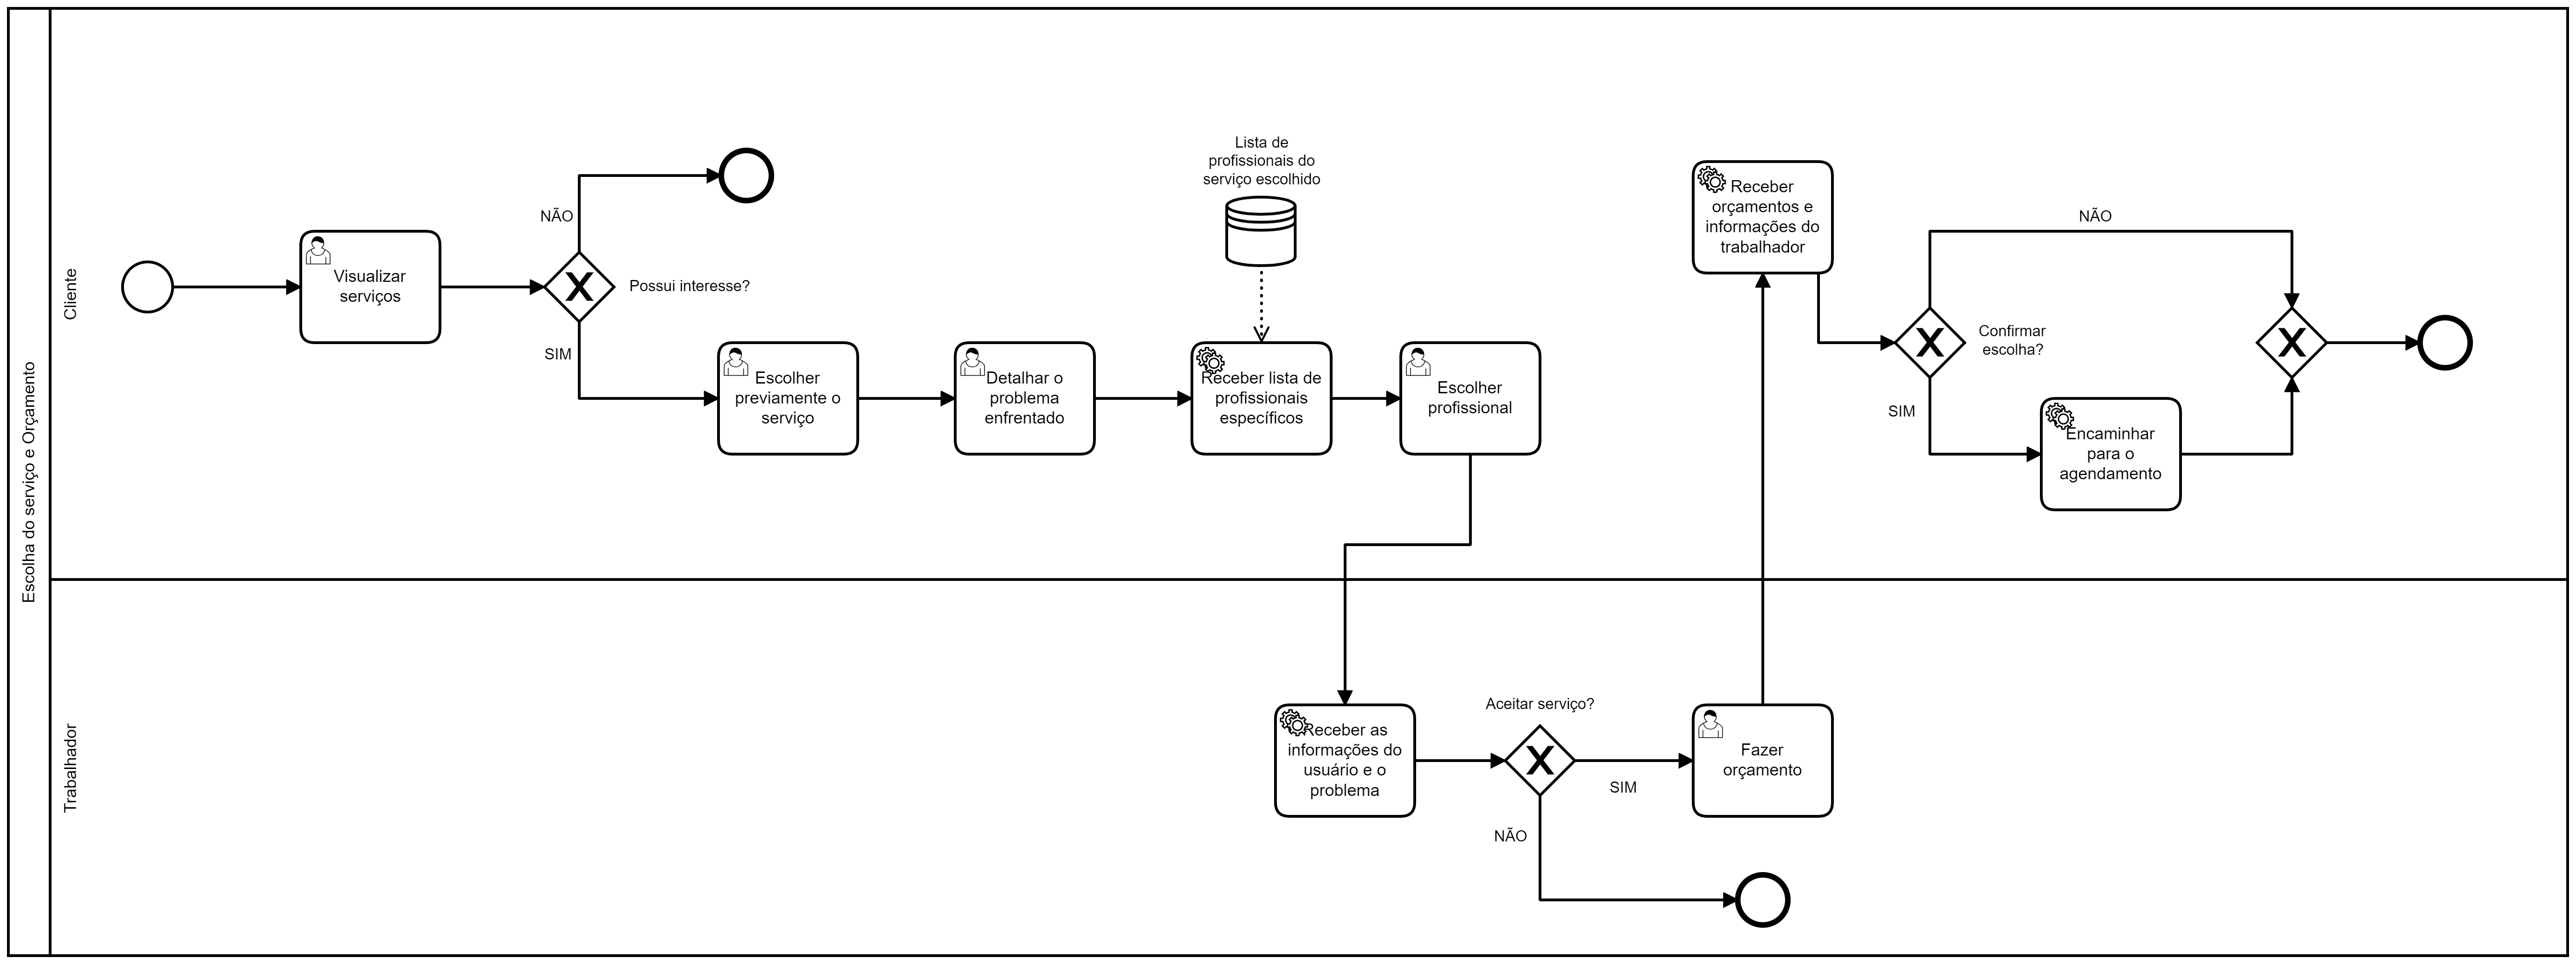 Escolha do serviço e Orçamento
Cliente
Visualizar
serviços
NÃO
Possui interesse?
SIM
Escolher
previamente o
serviço
Detalhar o
problema
enfrentado
Lista de
profissionais do
serviço escolhido
Receber lista de
profissionais
específicos
Escolher
profissional
Receber
orçamentos e
informações do
trabalhador
NÃO
Confirmar
escolha?
SIM
Encaminhar
para o
agendamento
Trabalhador
Receber as
informações do
usuário e o
problema
Aceitar serviço?
SIM
NÃO
Fazer
orçamento